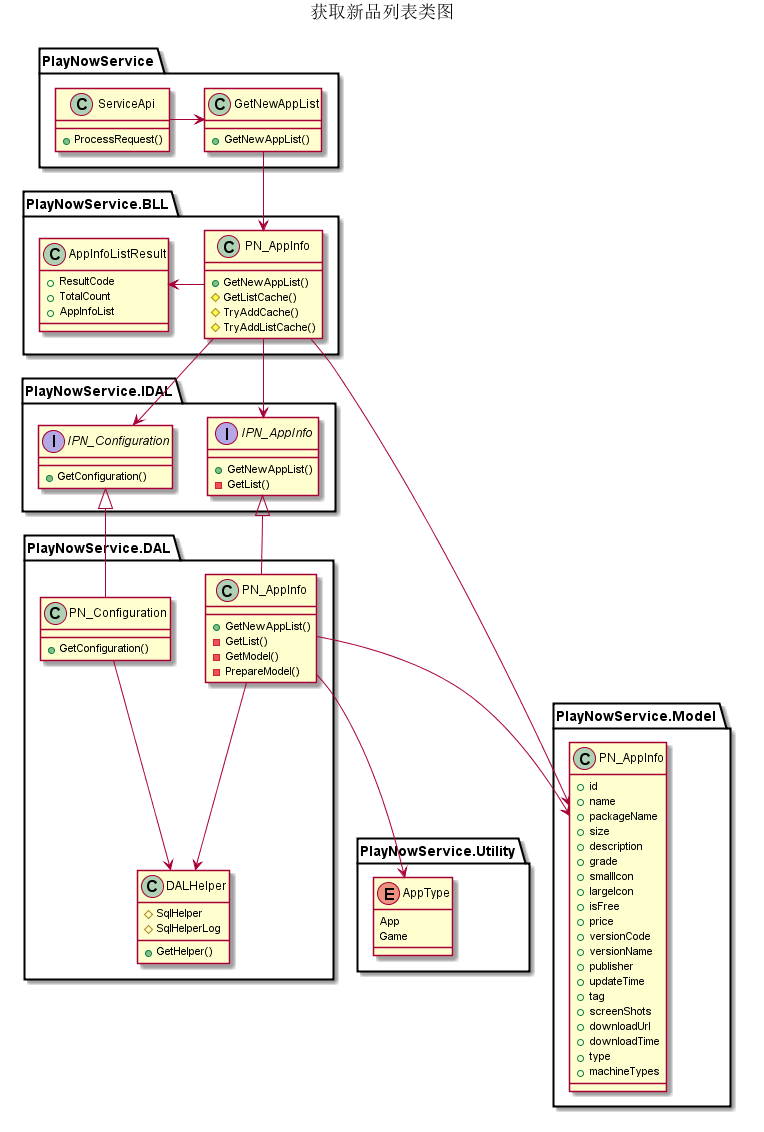 获取新品列表类图
PlayNowService
C ServiceApi
ProcessRequest()
C GetNewAppList
GetNewAppList()
PlayNowService.BLL
C AppInfoListResult
ResultCode
TotalCount
AppInfoList
C PN_AppInfo
GetNewAppList()
GetListCache()
TryAddCache()
TryAddListCache()
PlayNowService.IDAL
I IPN_Configuration
GetConfiguration()
I IPN_AppInfo
GetNewAppList()
GetList()
PlayNowService.DAL
C PN_Configuration
GetConfiguration()
C PN_AppInfo
GetNewAppList()
GetList()
GetModel()
PrepareModel()
C DALHelper
SqlHelper
SqlHelperLog
GetHelper()
PlayNowService.Utility
E AppType
App
Game
PlayNowService.Model
C PN_AppInfo
id
name
packageName
size
description
grade
smallIcon
largeIcon
isFree
price
versionCode
versionName
publisher
updateTime
tag
screenShots
downloadUrl
downloadTime
type
machineTypes